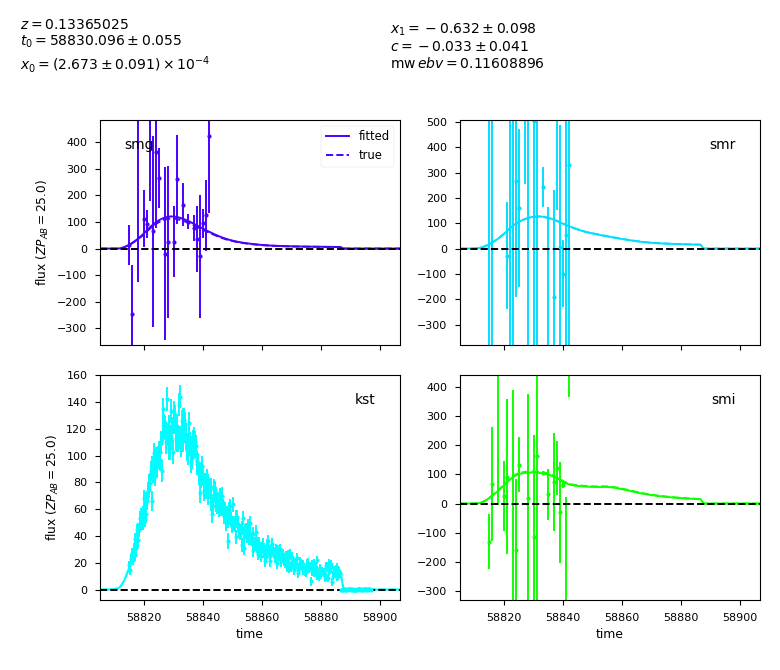 z = 0.13365025
t₀ = 58830.096 ± 0.055
x₀ = (2.673 ± 0.091) × 10⁻⁴
x₁ = −0.632 ± 0.098
c = −0.033 ± 0.041
mw ebv = 0.11608896
smg
fitted
true
400
300
200
100
0
−100
−200
−300
flux (ZP_AB = 25.0)
smr
500
400
300
200
100
0
−100
−200
−300
kst
160
140
120
100
80
60
40
20
0
flux (ZP_AB = 25.0)
58820 58840 58860 58880 58900
time
smi
400
300
200
100
0
−100
−200
−300
58820 58840 58860 58880 58900
time